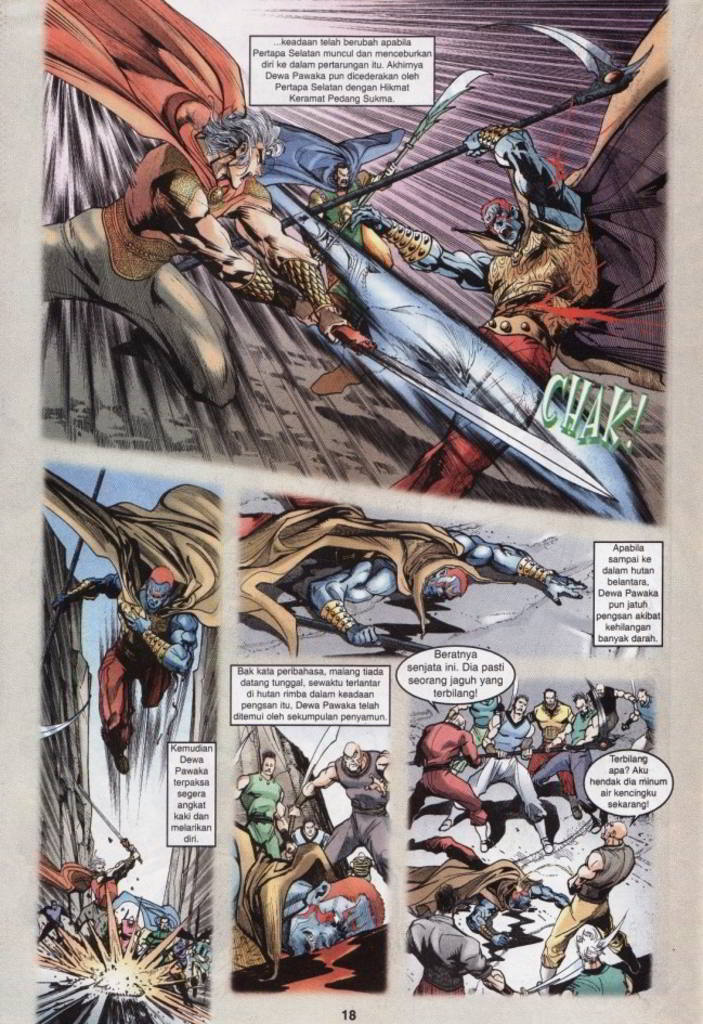 ...keadaan telah berubah apabila
Pertapa Selatan muncul dan menceburkan
diri ke dalam pertarungan itu. Akhirnya
Dewa Pawaka pun dicederakan oleh
Pertapa Selatan dengan Hikmat
Keramat Pedang Sukma.
CHAK!
Kemudian
Dewa
Pawaka
terpaksa
segera
angkat
kaki dan
melarikan
diri.
Apabila
sampai ke
dalam hutan
belantara,
Dewa Pawaka
pun jatuh
pengsan akibat
kehilangan
banyak darah.
Bak kata peribahasa, malang tiada
datang tunggal, sewaktu terlantar
di hutan rimba dalam keadaan
pengsan itu, Dewa Pawaka telah
ditemui oleh sekumpulan penyamun.
Beratnya
senjata ini. Dia pasti
seorang jaguh yang
terbilang!
Terbilang
apa? Aku
hendak dia minum
air kencingku
sekarang!
18